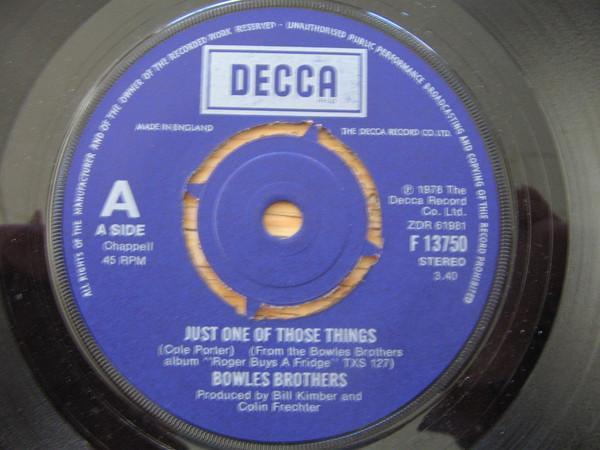 ALL RIGHTS OF THE MANUFACTURER AND OF THE OWNER OF THE RECORDED WORK RESERVED · UNAUTHORISED PUBLIC PERFORMANCE BROADCASTING AND COPYING OF THIS RECORD PROHIBITED
DECCA
MADE IN ENGLAND
THE DECCA RECORD CO. LTD.
A
A SIDE
Chappell
45 RPM
℗ 1978 The
Decca Record
Co. Ltd.
ZDR 61981
F 13750
STEREO
3.40
JUST ONE OF THOSE THINGS
(Cole Porter) (From the Bowles Brothers
album "Roger Buys A Fridge" TXS 127)
BOWLES BROTHERS
Produced by Bill Kimber and
Colin Frechter